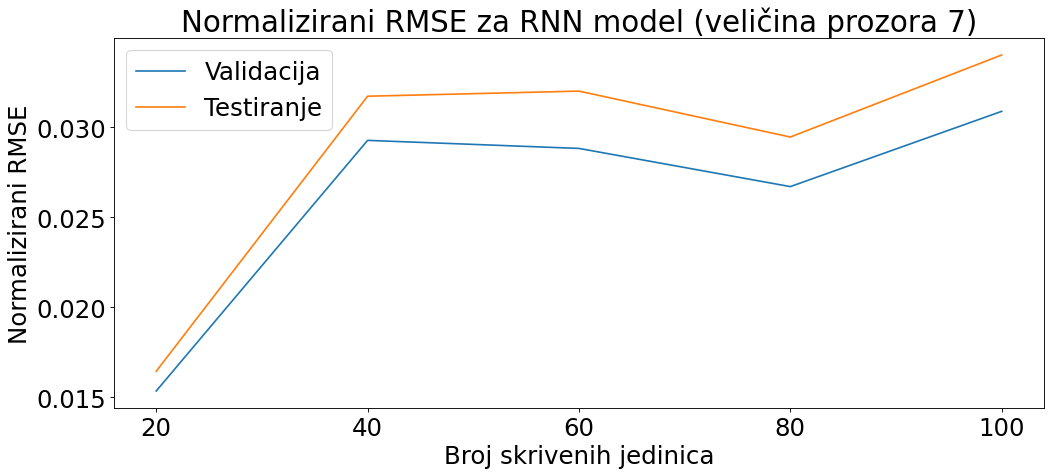 Normalizirani RMSE za RNN model (veličina prozora 7)
Validacija
Testiranje
Normalizirani RMSE
0.030
0.025
0.020
0.015
20 40 60 80 100
Broj skrivenih jedinica